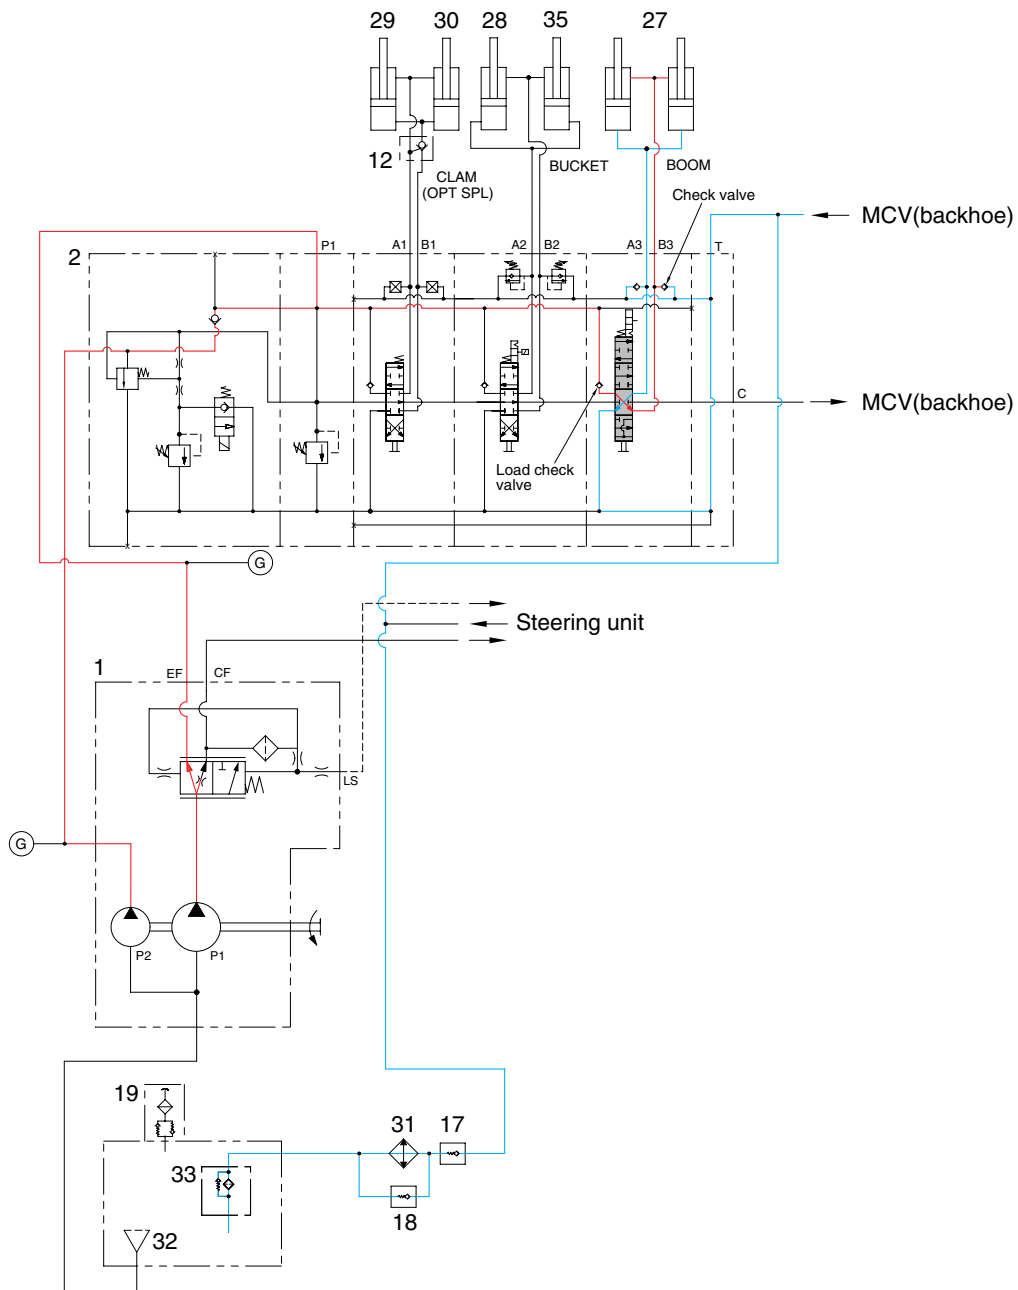 29 30 28 35 27
12
CLAM
(OPT SPL)
BUCKET
BOOM
Check valve
MCV(backhoe)
2
P1 A1 B1 A2 B2 A3 B3 T
C
MCV(backhoe)
Load check
valve
G
Steering unit
1
EF CF
LS
G
P2 P1
19
31 17
33
18
32